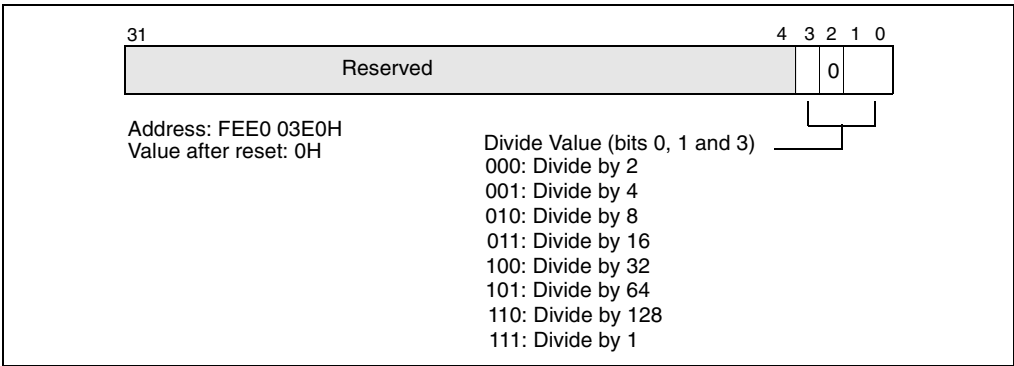 31 4 3 2 1 0
Reserved 0
Address: FEE0 03E0H
Value after reset: 0H
Divide Value (bits 0, 1 and 3)
000: Divide by 2
001: Divide by 4
010: Divide by 8
011: Divide by 16
100: Divide by 32
101: Divide by 64
110: Divide by 128
111: Divide by 1